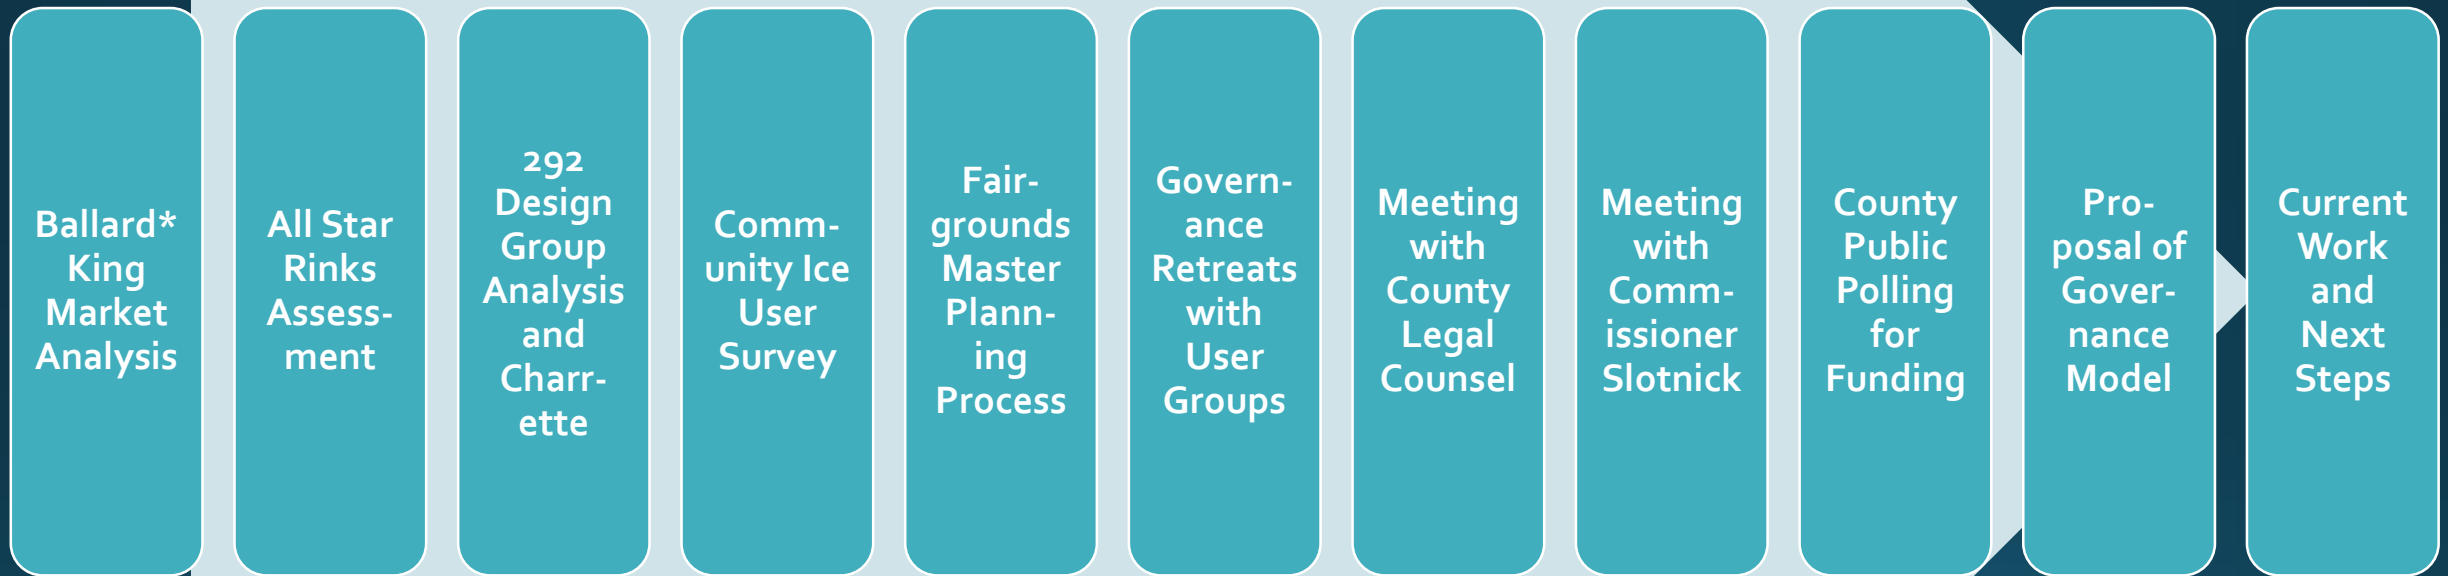 Ballard*
King
Market
Analysis
All Star
Rinks
Assess-
ment
292
Design
Group
Analysis
and
Charr-
ette
Comm-
unity Ice
User
Survey
Fair-
grounds
Master
Plann-
ing
Process
Govern-
ance
Retreats
with
User
Groups
Meeting
with
County
Legal
Counsel
Meeting
with
Comm-
issioner
Slotnick
County
Public
Polling
for
Funding
Pro-
posal of
Gover-
nance
Model
Current
Work
and
Next
Steps